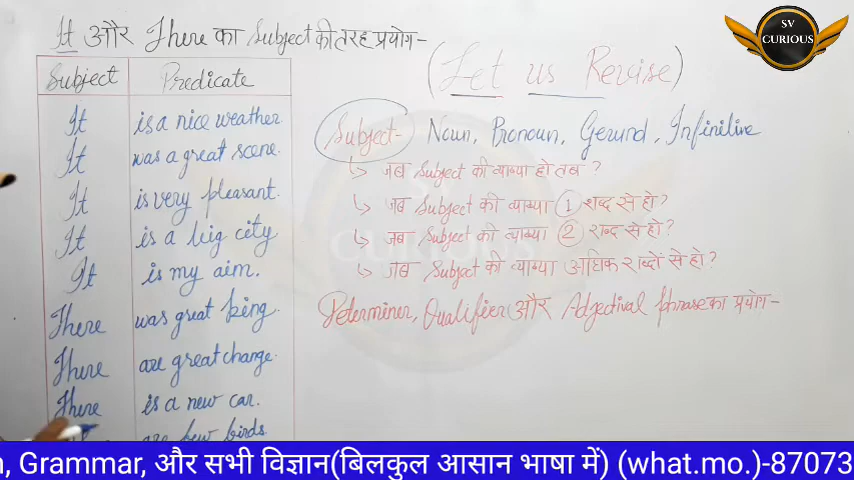 It और There का Subject की तरह प्रयोग-
SV
CURIOUS
(Let us Revise)
Subject Predicate
It is a nice weather.
It was a great scene.
It is very pleasant.
It is a big city
It is my aim.
There was great king.
There are great change.
There is a new car.
are few birds.
Subject- Noun, Pronoun, Gerund, Infinitive
↳ जब Subject की व्याख्या हो तब ?
↳ जब Subject की व्याख्या 1 शब्द से हो?
↳ जब Subject की व्याख्या 2 शब्द से हो?
↳ जब Subject की व्याख्या अधिक शब्दों से हो?
Determiner, Qualifier और Adjectival phrase का प्रयोग-
, Grammar, और सभी विज्ञान(बिलकुल आसान भाषा में) (what.mo.)-87073